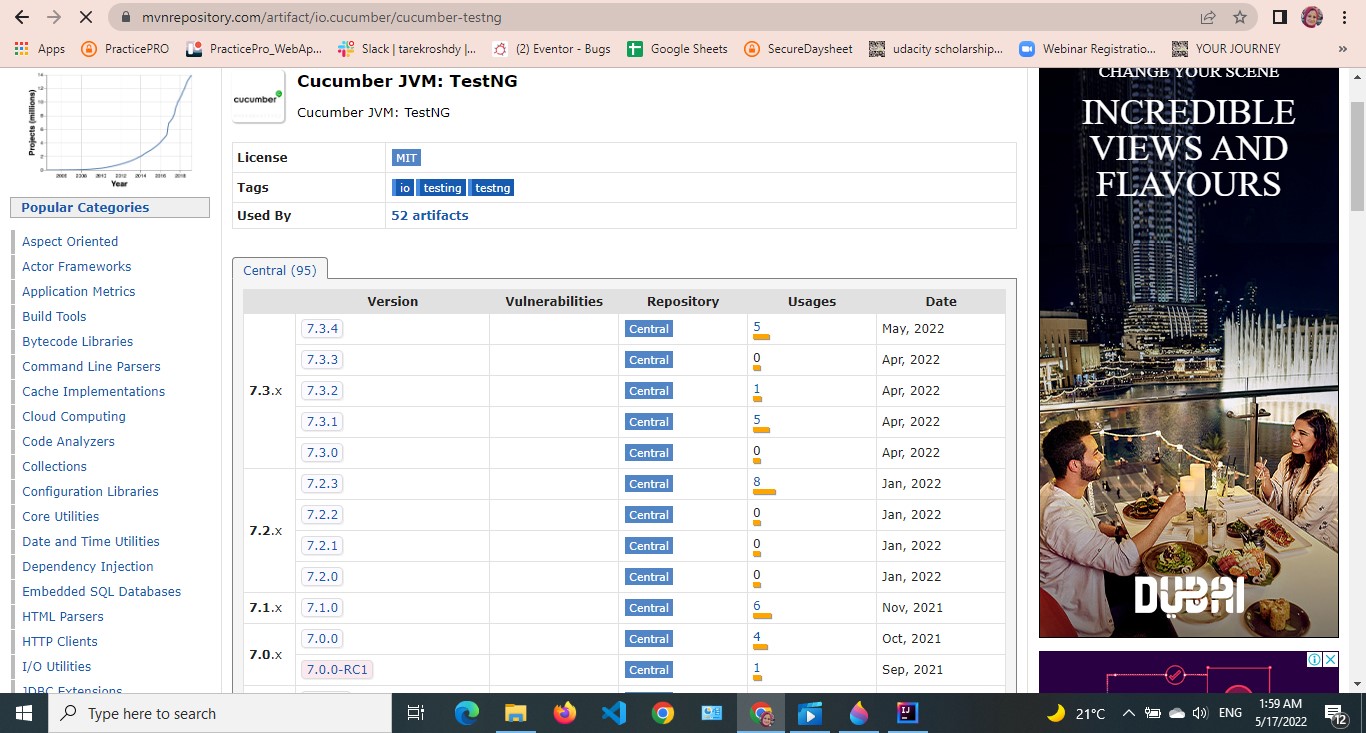 mvnrepository.com/artifact/io.cucumber/cucumber-testng
Apps
PracticePRO
PracticePro_WebAp...
Slack | tarekroshdy |...
(2) Eventor - Bugs
Google Sheets
SecureDaysheet
udacity scholarship...
Webinar Registratio...
YOUR JOURNEY
»
Projects (millions)
14
12
10
8
6
4
2
0
Year
Popular Categories
Aspect Oriented
Actor Frameworks
Application Metrics
Build Tools
Bytecode Libraries
Command Line Parsers
Cache Implementations
Cloud Computing
Code Analyzers
Collections
Configuration Libraries
Core Utilities
Date and Time Utilities
Dependency Injection
Embedded SQL Databases
HTML Parsers
HTTP Clients
I/O Utilities
JDBC Extensions
cucumber
Cucumber JVM: TestNG
Cucumber JVM: TestNG
License MIT
Tags io testing testng
Used By 52 artifacts
Central (95)
Version Vulnerabilities Repository Usages Date
7.3.x
7.3.4 Central 5 May, 2022
7.3.3 Central 0 Apr, 2022
7.3.2 Central 1 Apr, 2022
7.3.1 Central 5 Apr, 2022
7.3.0 Central 0 Apr, 2022
7.2.x
7.2.3 Central 8 Jan, 2022
7.2.2 Central 0 Jan, 2022
7.2.1 Central 0 Jan, 2022
7.2.0 Central 0 Jan, 2022
7.1.x 7.1.0 Central 6 Nov, 2021
7.0.x
7.0.0 Central 4 Oct, 2021
7.0.0-RC1 Central 1 Sep, 2021
CHANGE YOUR SCENE
INCREDIBLE
VIEWS AND
FLAVOURS
DUBAI
Type here to search
21°C
ENG
1:59 AM
5/17/2022
12